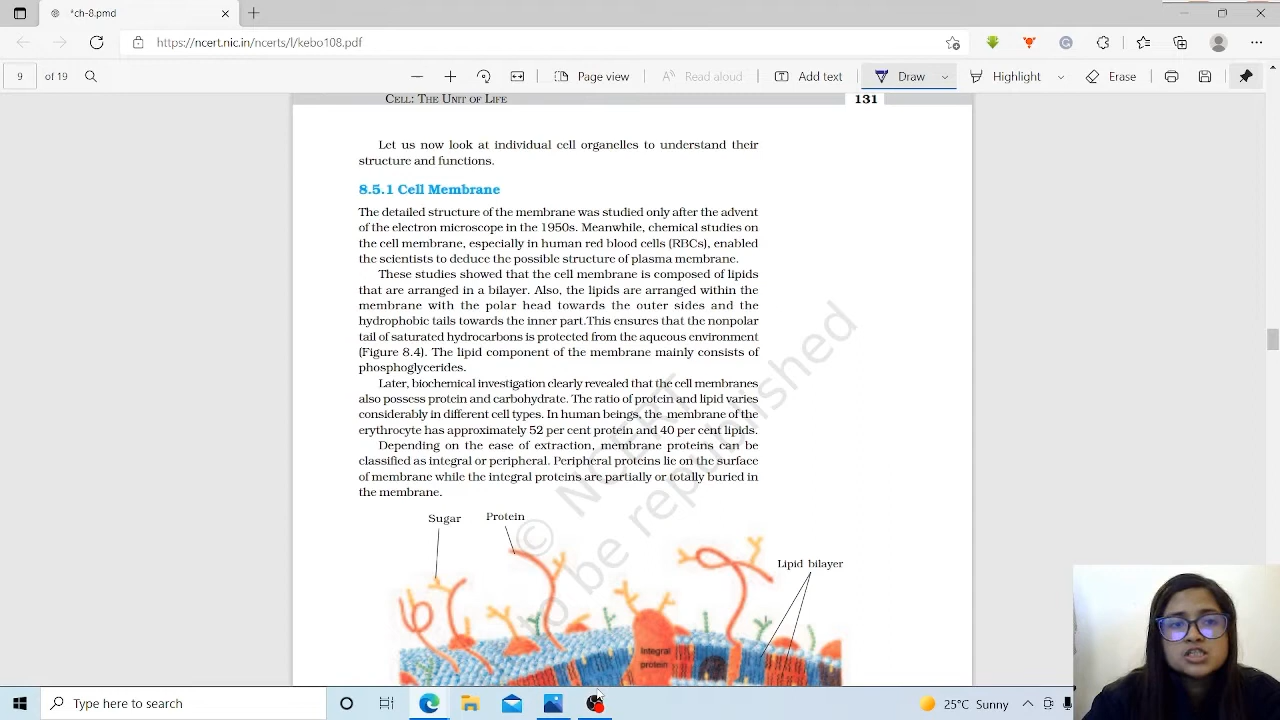 *ch-8.pmd
https://ncert.nic.in/ncerts/l/kebo108.pdf
9 of 19
Page view
Read aloud
Add text
Draw
Highlight
Erase
CELL: THE UNIT OF LIFE 131
Let us now look at individual cell organelles to understand their
structure and functions.
8.5.1 Cell Membrane
The detailed structure of the membrane was studied only after the advent
of the electron microscope in the 1950s. Meanwhile, chemical studies on
the cell membrane, especially in human red blood cells (RBCs), enabled
the scientists to deduce the possible structure of plasma membrane.
These studies showed that the cell membrane is composed of lipids
that are arranged in a bilayer. Also, the lipids are arranged within the
membrane with the polar head towards the outer sides and the
hydrophobic tails towards the inner part.This ensures that the nonpolar
tail of saturated hydrocarbons is protected from the aqueous environment
(Figure 8.4). The lipid component of the membrane mainly consists of
phosphoglycerides.
Later, biochemical investigation clearly revealed that the cell membranes
also possess protein and carbohydrate. The ratio of protein and lipid varies
considerably in different cell types. In human beings, the membrane of the
erythrocyte has approximately 52 per cent protein and 40 per cent lipids.
Depending on the ease of extraction, membrane proteins can be
classified as integral or peripheral. Peripheral proteins lie on the surface
of membrane while the integral proteins are partially or totally buried in
the membrane.
© NCERT
to be republished
Sugar
Protein
Lipid bilayer
Integral
protein
Type here to search
25°C Sunny